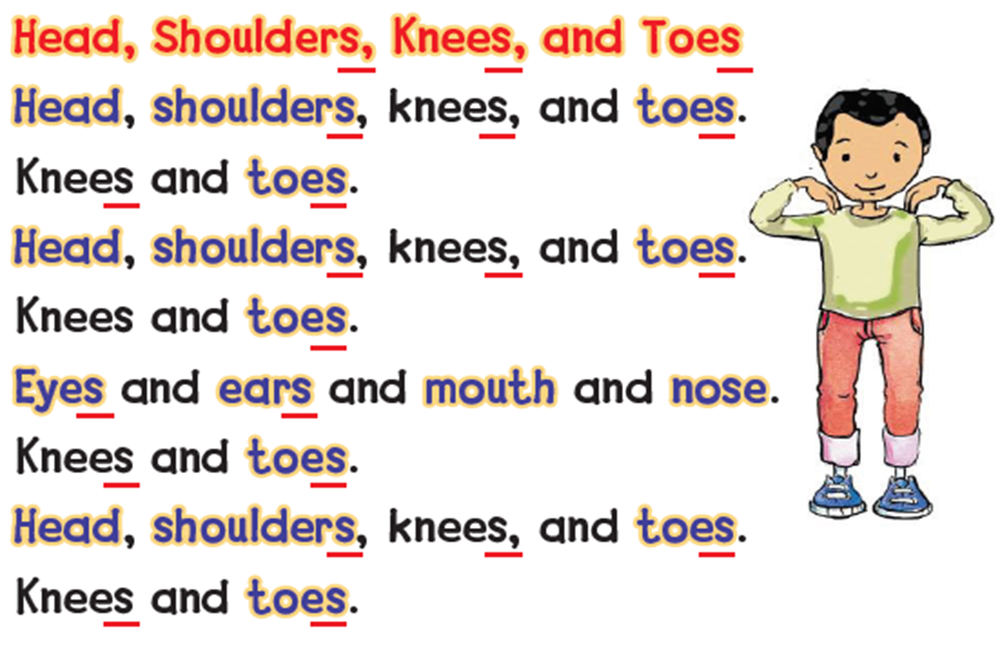 Head, Shoulders, Knees, and Toes
Head, shoulders, knees, and toes.
Knees and toes.
Head, shoulders, knees, and toes.
Knees and toes.
Eyes and ears and mouth and nose.
Knees and toes.
Head, shoulders, knees, and toes.
Knees and toes.